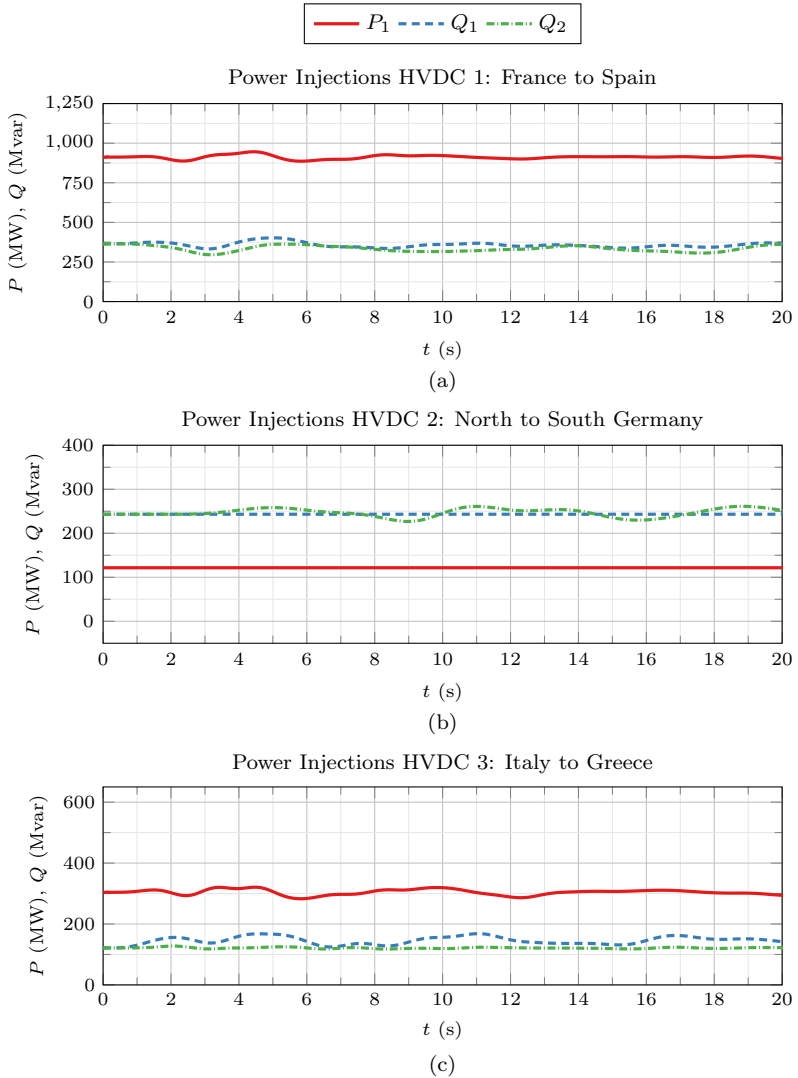 P₁ Q₁ Q₂
Power Injections HVDC 1: France to Spain
P (MW), Q (Mvar)
1,250
1,000
750
500
250
0
0 2 4 6 8 10 12 14 16 18 20
t (s)
(a)
Power Injections HVDC 2: North to South Germany
P (MW), Q (Mvar)
400
300
200
100
0
0 2 4 6 8 10 12 14 16 18 20
t (s)
(b)
Power Injections HVDC 3: Italy to Greece
P (MW), Q (Mvar)
600
400
200
0
0 2 4 6 8 10 12 14 16 18 20
t (s)
(c)